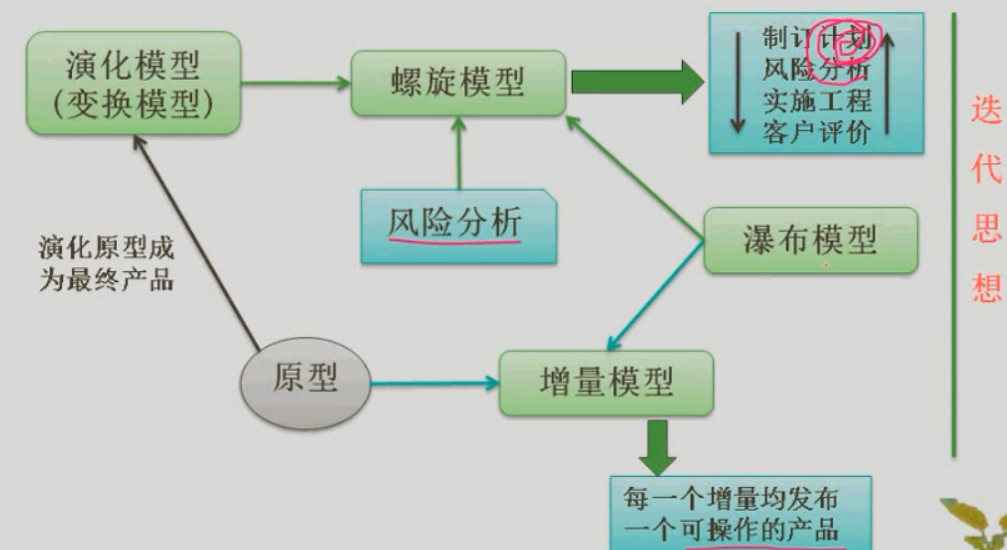 演化模型
(变换模型)
螺旋模型
制订计划
风险分析
实施工程
客户评价
迭
代
思
想
风险分析
瀑布模型
演化原型成
为最终产品
原型
增量模型
每一个增量均发布
一个可操作的产品